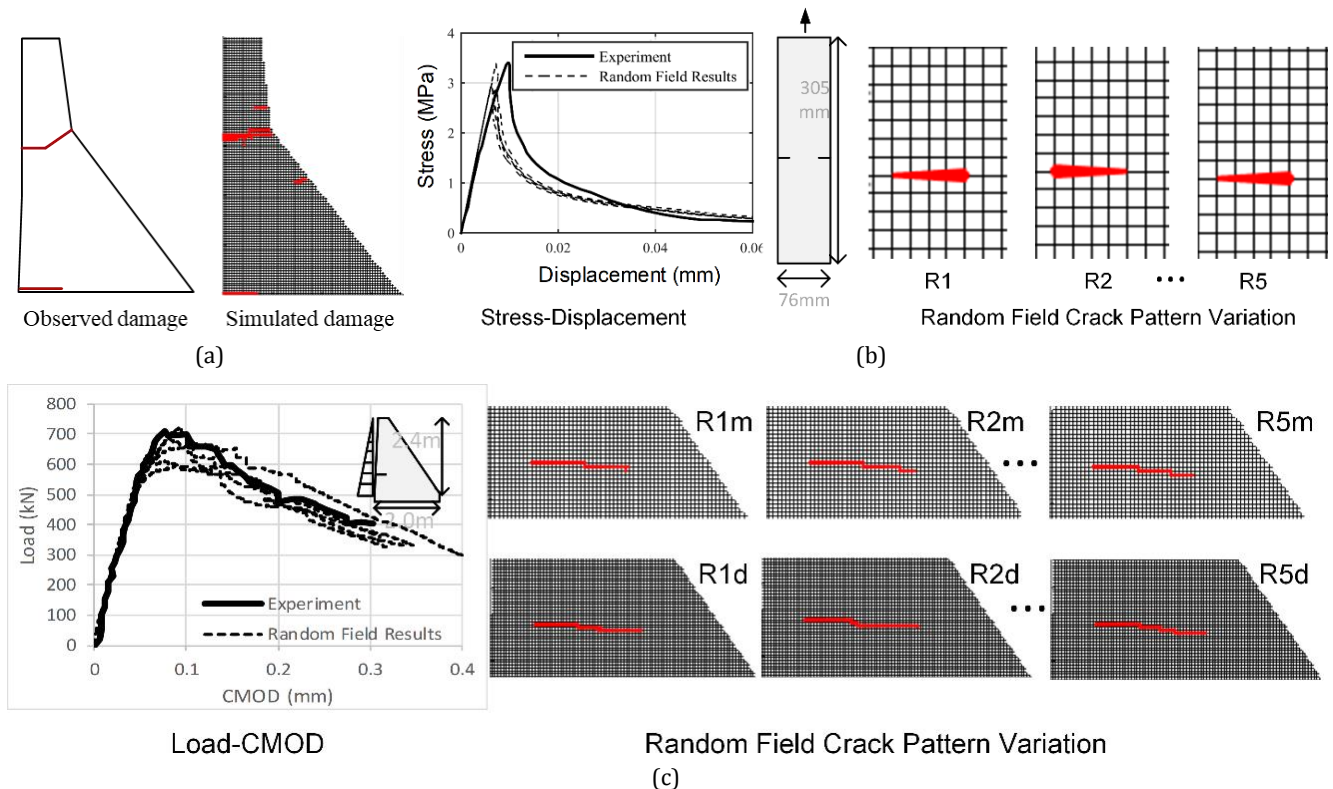 Observed damage
Simulated damage
(a)
Stress (MPa)
4
3
2
1
0
0
0.02
0.04
0.06
Displacement (mm)
Experiment
Random Field Results
Stress-Displacement
305
mm
76mm
R1
R2
•••
R5
Random Field Crack Pattern Variation
(b)
Load (kN)
800
700
600
500
400
300
200
100
0
0
0.1
0.2
0.3
0.4
CMOD (mm)
Experiment
Random Field Results
2.4m
2.0m
Load-CMOD
R1m
R2m
•••
R5m
R1d
R2d
•••
R5d
Random Field Crack Pattern Variation
(c)